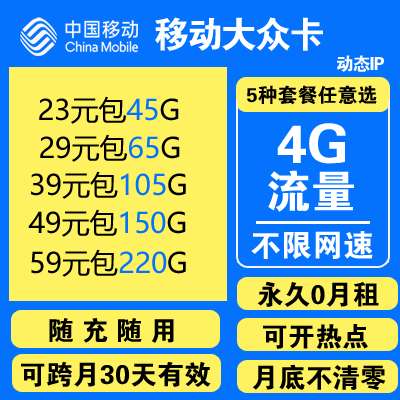 中国移动
China Mobile
移动大众卡
动态IP
23元包45G
29元包65G
39元包105G
49元包150G
59元包220G
5种套餐任意选
4G
流量
不限网速
永久0月租
随充随用
可开热点
可跨月30天有效
月底不清零